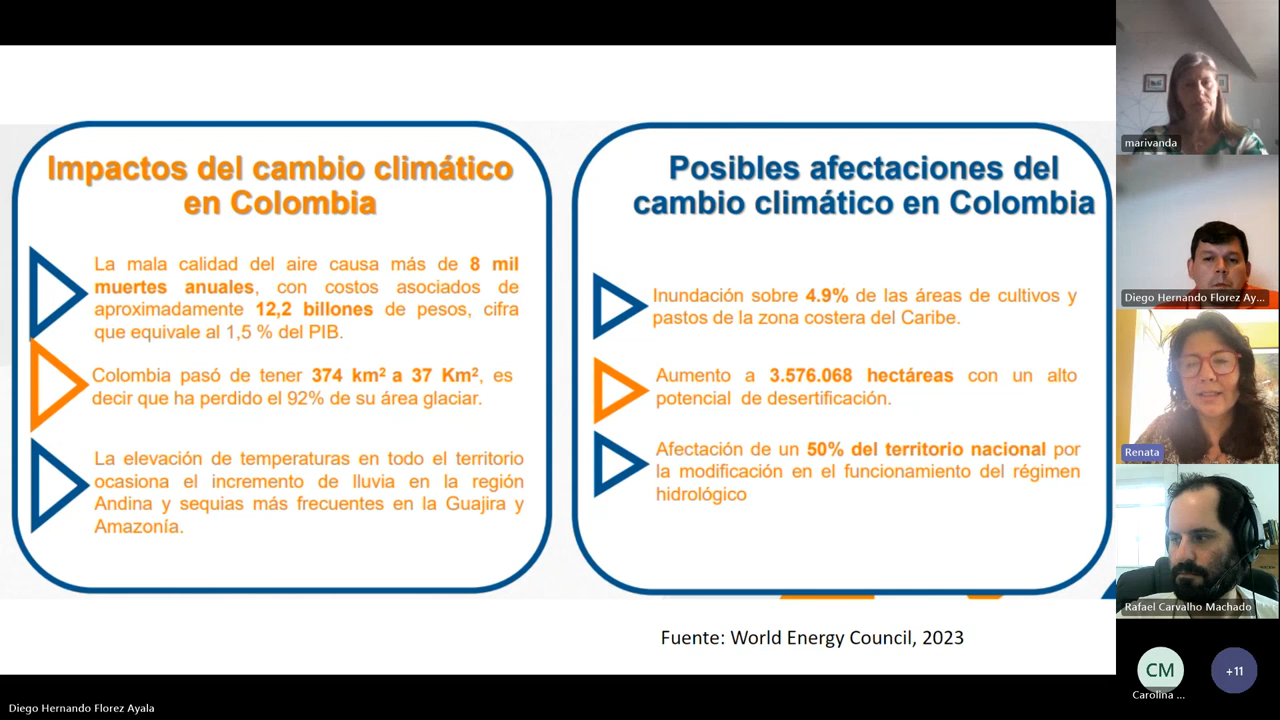 Impactos del cambio climático
en Colombia
La mala calidad del aire causa más de 8 mil
muertes anuales, con costos asociados de
aproximadamente 12,2 billones de pesos, cifra
que equivale al 1,5 % del PIB.
Colombia pasó de tener 374 km² a 37 Km², es
decir que ha perdido el 92% de su área glaciar.
La elevación de temperaturas en todo el territorio
ocasiona el incremento de lluvia en la región
Andina y sequias más frecuentes en la Guajira y
Amazonía.
Posibles afectaciones del
cambio climático en Colombia
Inundación sobre 4.9% de las áreas de cultivos y
pastos de la zona costera del Caribe.
Aumento a 3.576.068 hectáreas con un alto
potencial de desertificación.
Afectación de un 50% del territorio nacional por
la modificación en el funcionamiento del régimen
hidrológico
Fuente: World Energy Council, 2023
marivanda
Diego Hernando Florez Ay...
Renata
Rafael Carvalho Machado
CM
Carolina ...
+11
Diego Hernando Florez Ayala